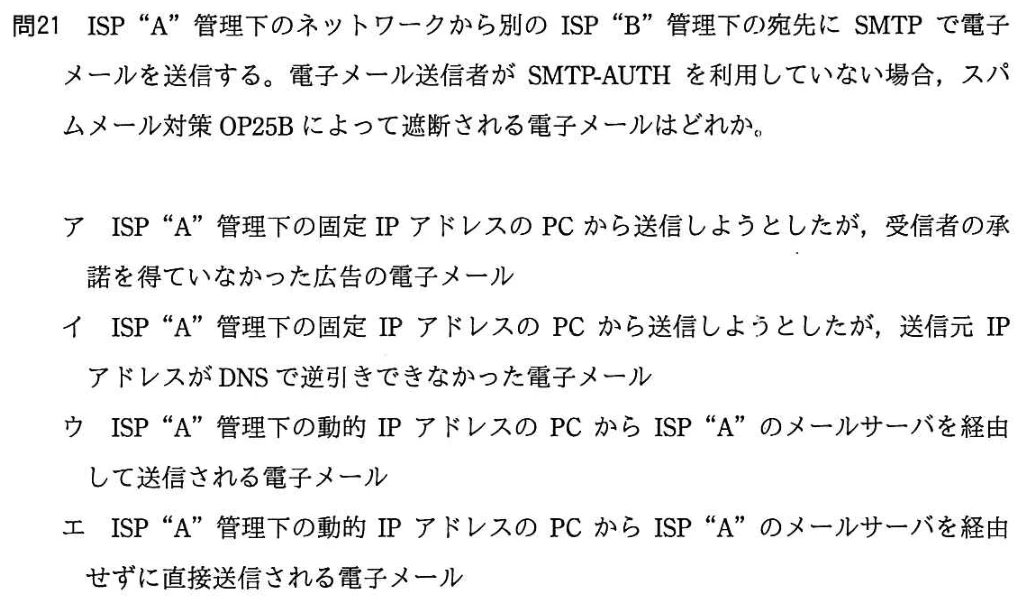 問21 ISP “A” 管理下のネットワークから別の ISP “B” 管理下の宛先に SMTP で電子
メールを送信する。電子メール送信者が SMTP-AUTH を利用していない場合，スパ
ムメール対策 OP25B によって遮断される電子メールはどれか。
ア ISP “A” 管理下の固定 IP アドレスの PC から送信しようとしたが，受信者の承
諾を得ていなかった広告の電子メール
イ ISP “A” 管理下の固定 IP アドレスの PC から送信しようとしたが，送信元 IP
アドレスが DNS で逆引きできなかった電子メール
ウ ISP “A” 管理下の動的 IP アドレスの PC から ISP “A” のメールサーバを経由
して送信される電子メール
エ ISP “A” 管理下の動的 IP アドレスの PC から ISP “A” のメールサーバを経由
せずに直接送信される電子メール